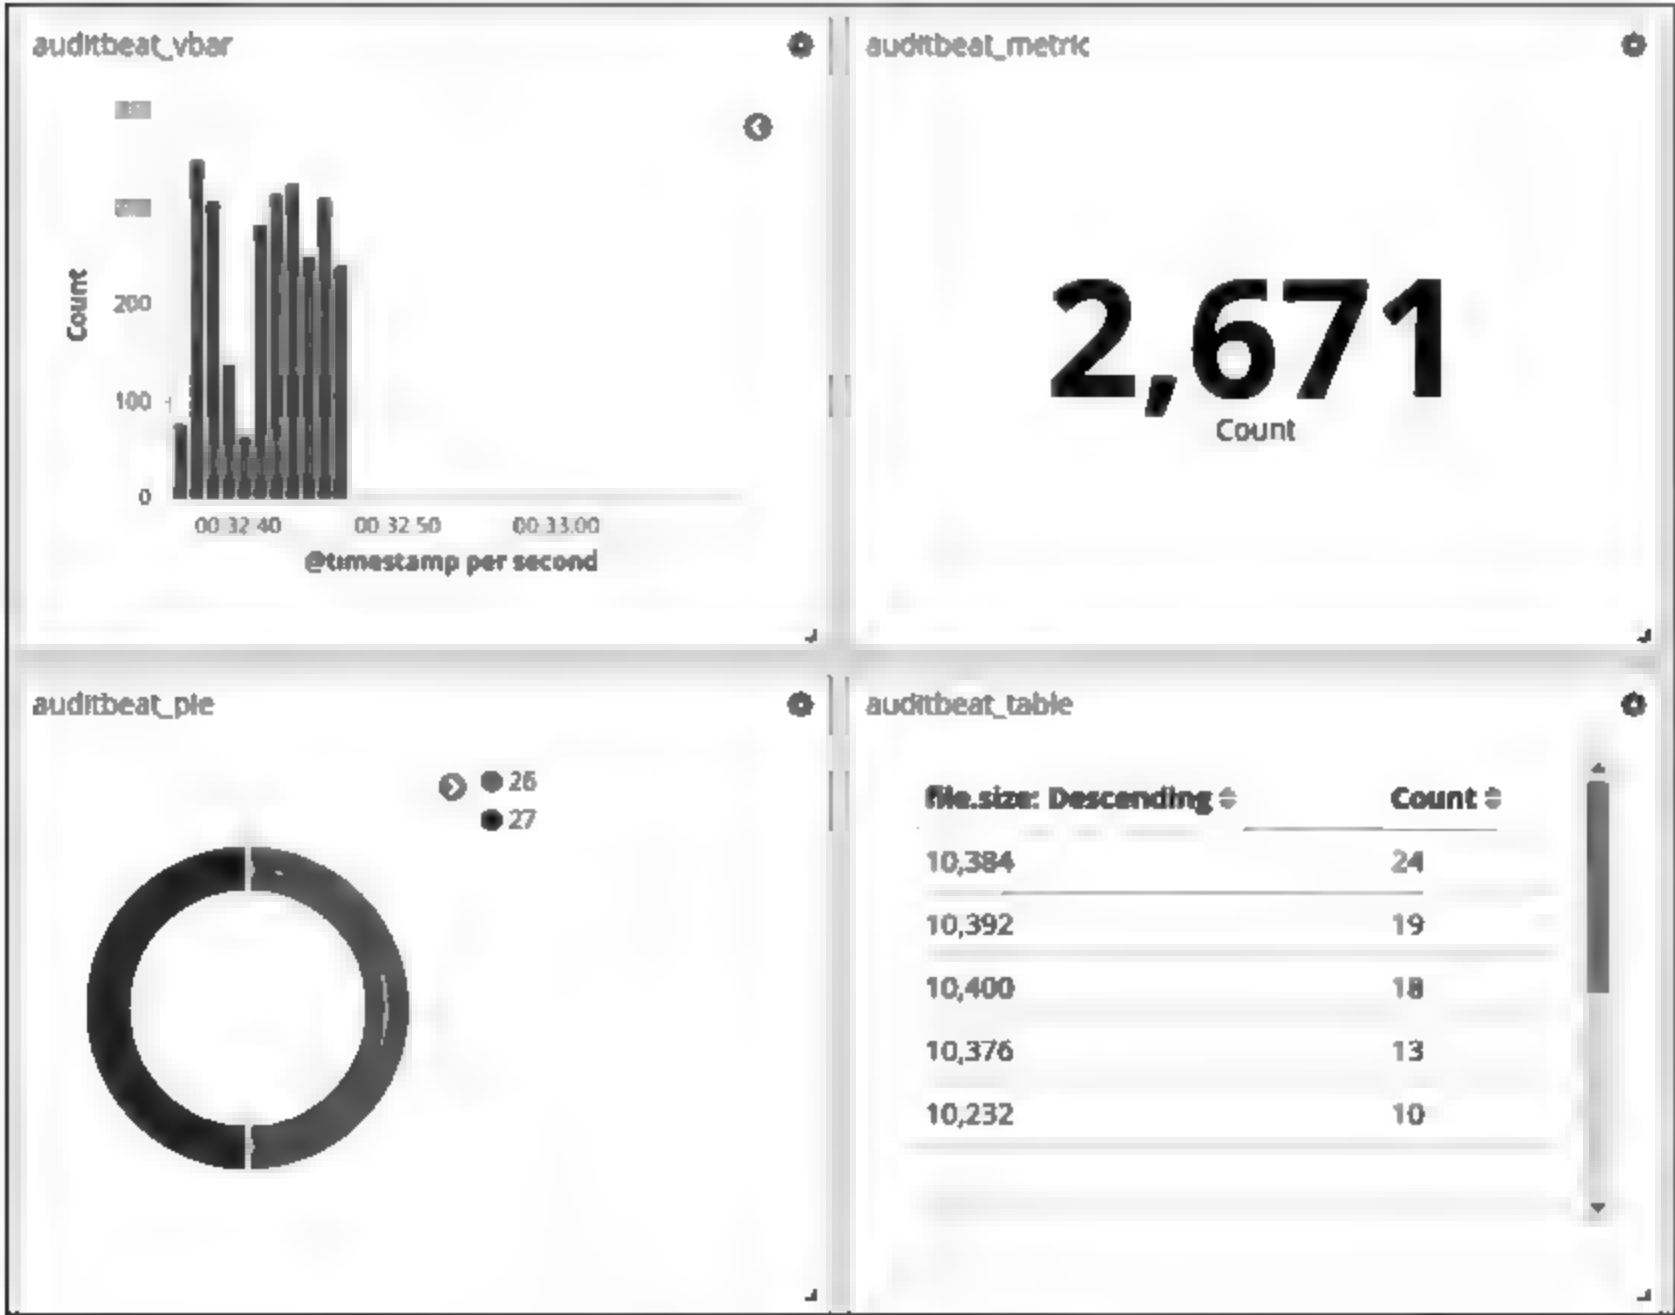 auditbeat_vbar
Count
200
100
0
00:32:40 00:32:50 00:33:00
@timestamp per second
auditbeat_metric
2,671
Count
auditbeat_pie
26
27
auditbeat_table
file.size: Descending Count
10,384 24
10,392 19
10,400 18
10,376 13
10,232 10